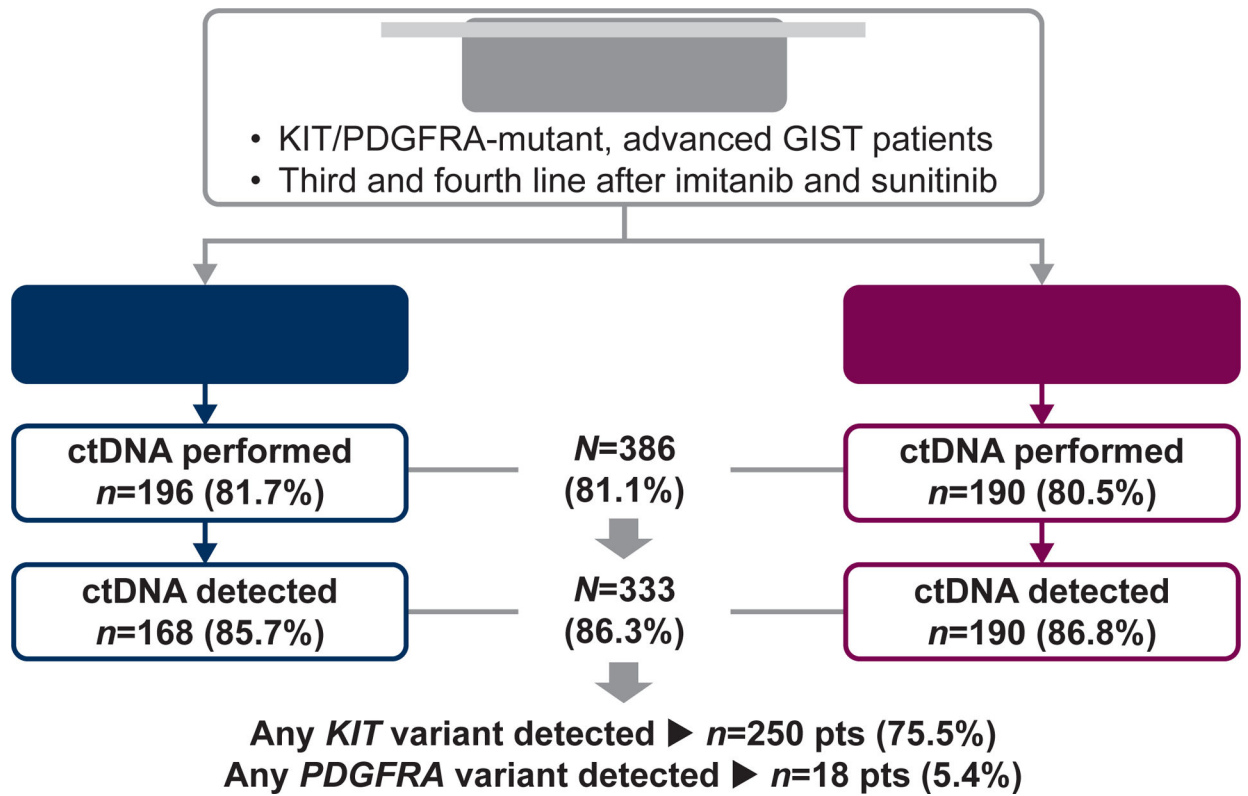 • KIT/PDGFRA-mutant, advanced GIST patients
• Third and fourth line after imitanib and sunitinib
ctDNA performed
n=196 (81.7%)
N=386
(81.1%)
ctDNA performed
n=190 (80.5%)
ctDNA detected
n=168 (85.7%)
N=333
(86.3%)
ctDNA detected
n=190 (86.8%)
Any KIT variant detected ▶ n=250 pts (75.5%)
Any PDGFRA variant detected ▶ n=18 pts (5.4%)